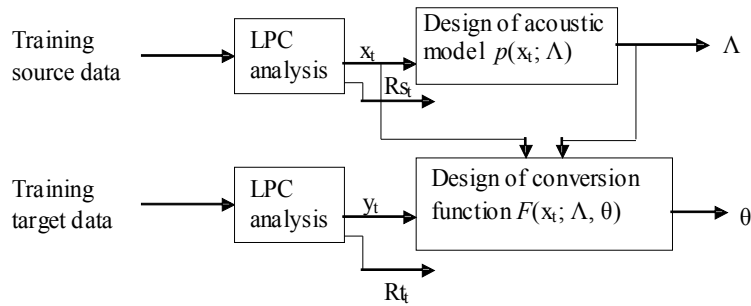 Training
source data
LPC
analysis
x_t
Rs_t
Design of acoustic
model p(x_t; Λ)
Λ
Training
target data
LPC
analysis
y_t
Rt_t
Design of conversion
function F(x_t; Λ, θ)
θ